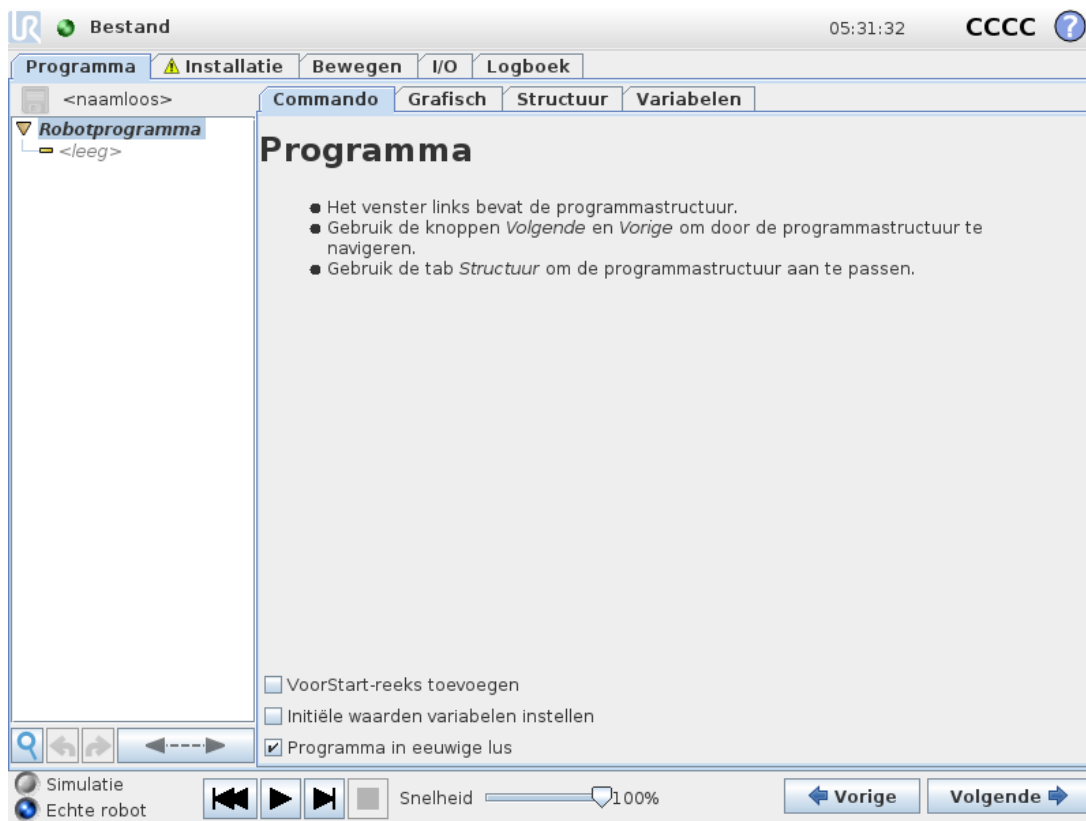 UR Bestand 05:31:32 CCCC ?
Programma Installatie Bewegen I/O Logboek
<naamloos> Commando Grafisch Structuur Variabelen
Robotprogramma
<leeg>
Programma
Het venster links bevat de programmastructuur.
Gebruik de knoppen Volgende en Vorige om door de programmastructuur te
navigeren.
Gebruik de tab Structuur om de programmastructuur aan te passen.
VoorStart-reeks toevoegen
Initiële waarden variabelen instellen
Programma in eeuwige lus
Simulatie
Echte robot
Snelheid 100%
Vorige Volgende